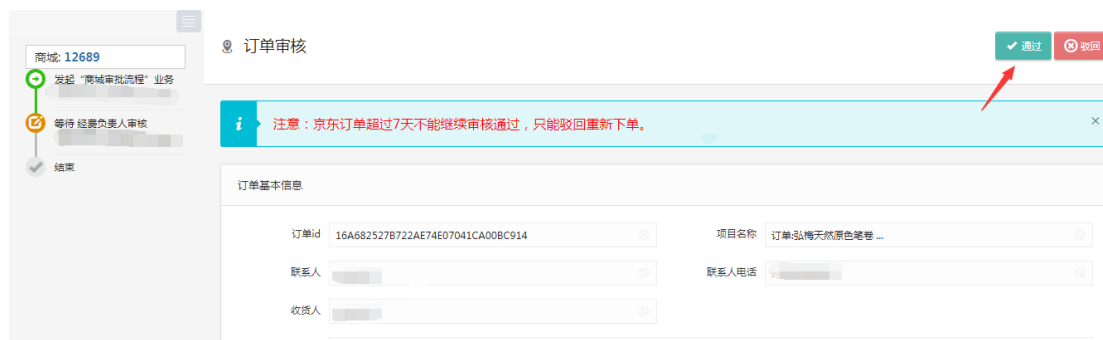 商城: 12689
发起“商城审批流程”业务
等待 经费负责人审核
结束
订单审核
通过
驳回
注意：京东订单超过7天不能继续审核通过，只能驳回重新下单。
订单基本信息
订单id 16A682527B722AE74E07041CA00BC914
项目名称 订单:弘梅天然原色笔卷 ...
联系人
联系人电话
收货人